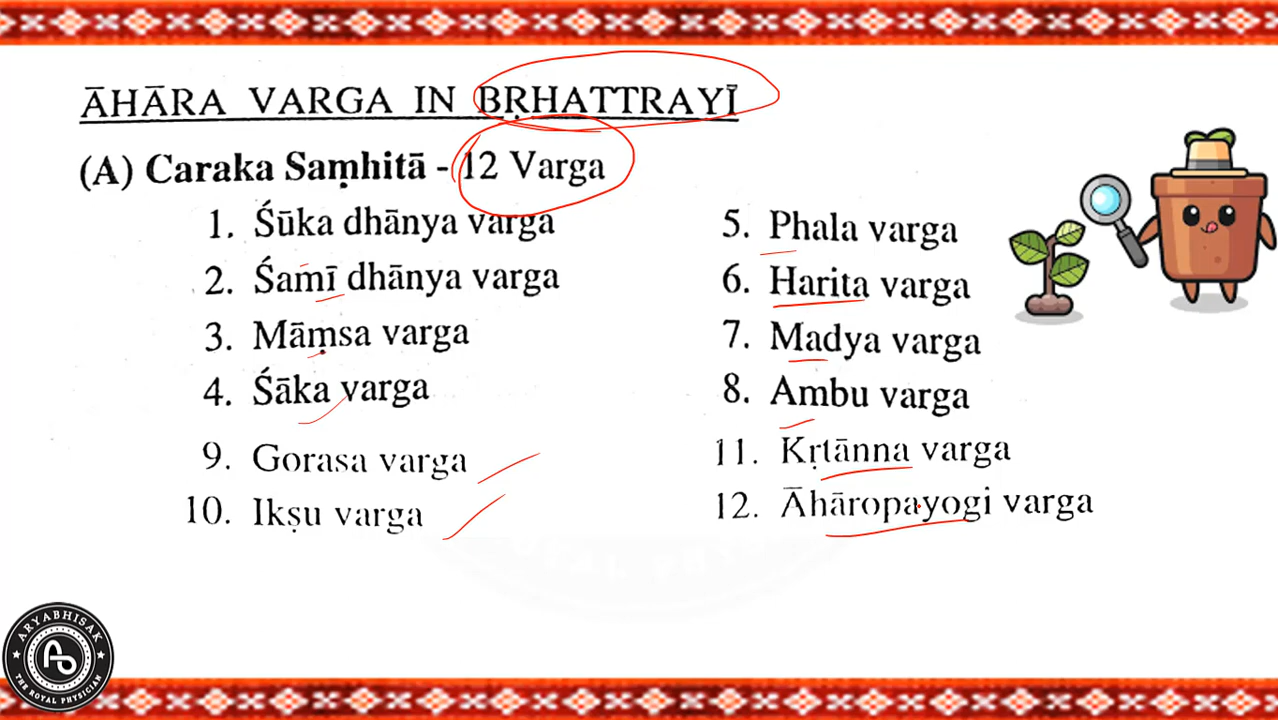 ĀHĀRA VARGA IN BṚHATTRAYĪ
(A) Caraka Saṃhitā - 12 Varga
1. Śūka dhānya varga
2. Śamī dhānya varga
3. Māṃsa varga
4. Śāka varga
5. Phala varga
6. Harita varga
7. Madya varga
8. Ambu varga
9. Gorasa varga
10. Ikṣu varga
11. Kṛtānna varga
12. Āhāropayogi varga
ARYABHISAK
THE ROYAL PHYSICIAN